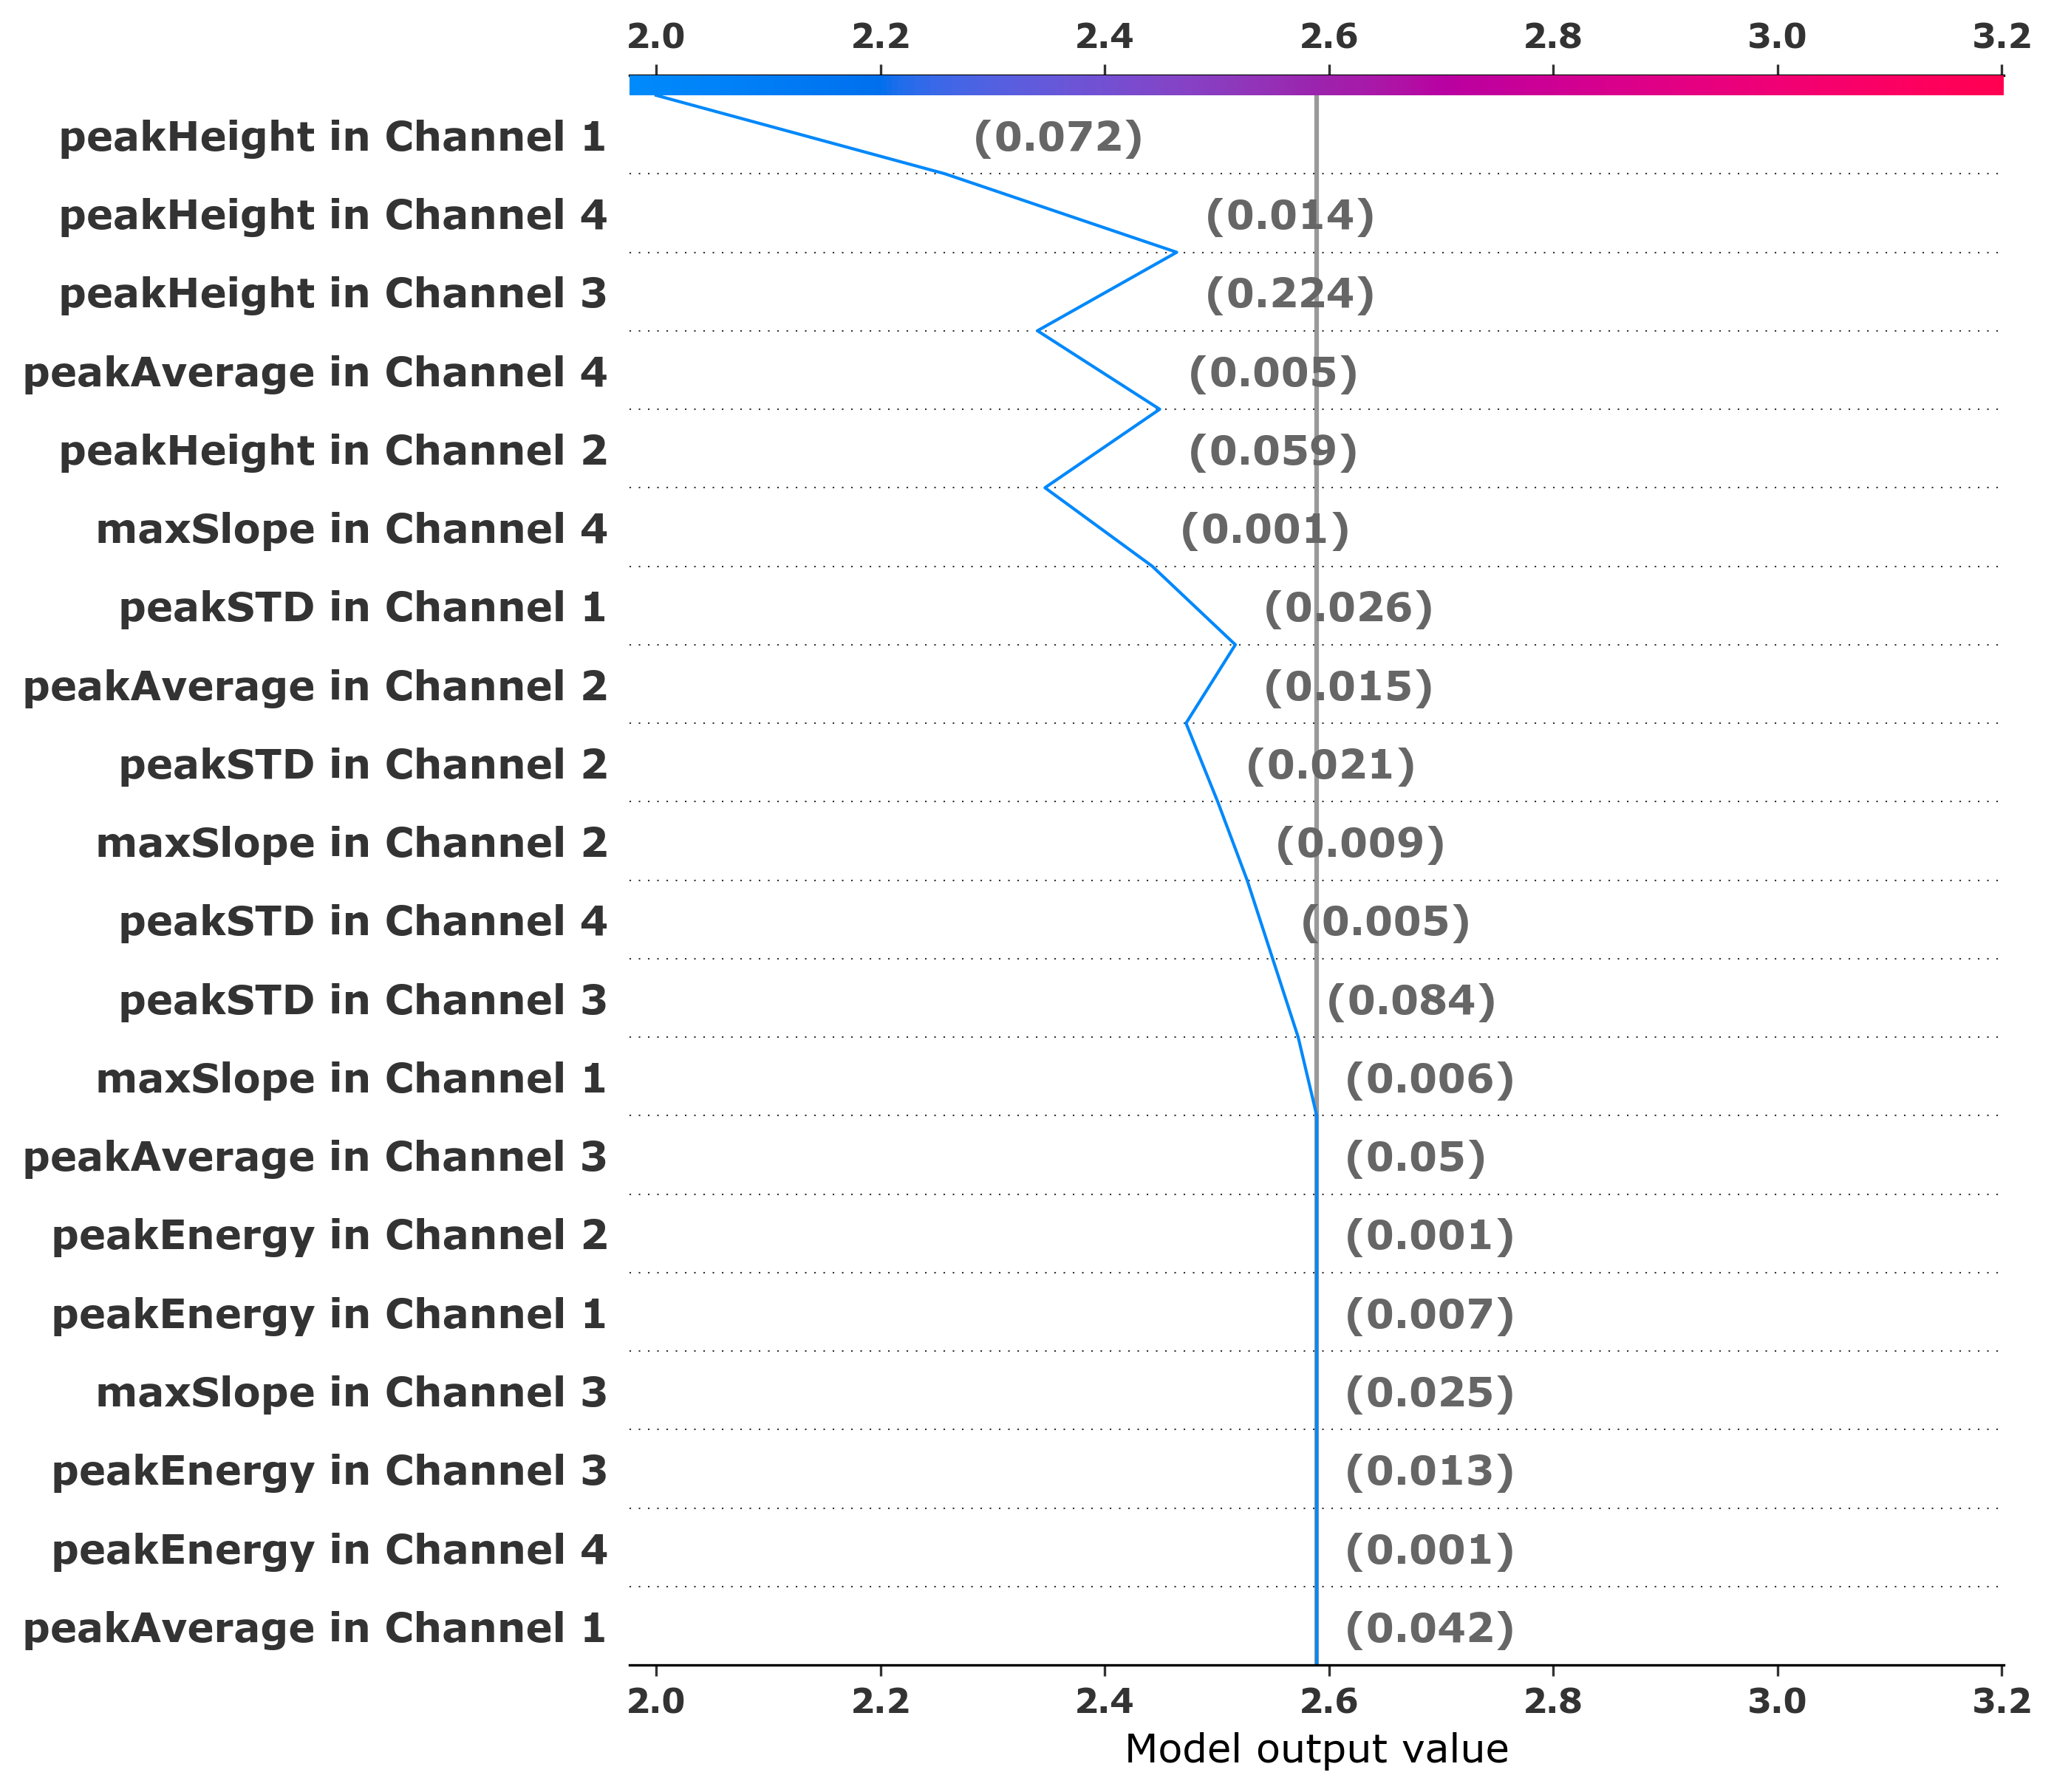 2.0 2.2 2.4 2.6 2.8 3.0 3.2
peakHeight in Channel 1 (0.072)
peakHeight in Channel 4 (0.014)
peakHeight in Channel 3 (0.224)
peakAverage in Channel 4 (0.005)
peakHeight in Channel 2 (0.059)
maxSlope in Channel 4 (0.001)
peakSTD in Channel 1 (0.026)
peakAverage in Channel 2 (0.015)
peakSTD in Channel 2 (0.021)
maxSlope in Channel 2 (0.009)
peakSTD in Channel 4 (0.005)
peakSTD in Channel 3 (0.084)
maxSlope in Channel 1 (0.006)
peakAverage in Channel 3 (0.05)
peakEnergy in Channel 2 (0.001)
peakEnergy in Channel 1 (0.007)
maxSlope in Channel 3 (0.025)
peakEnergy in Channel 3 (0.013)
peakEnergy in Channel 4 (0.001)
peakAverage in Channel 1 (0.042)
2.0 2.2 2.4 2.6 2.8 3.0 3.2
Model output value